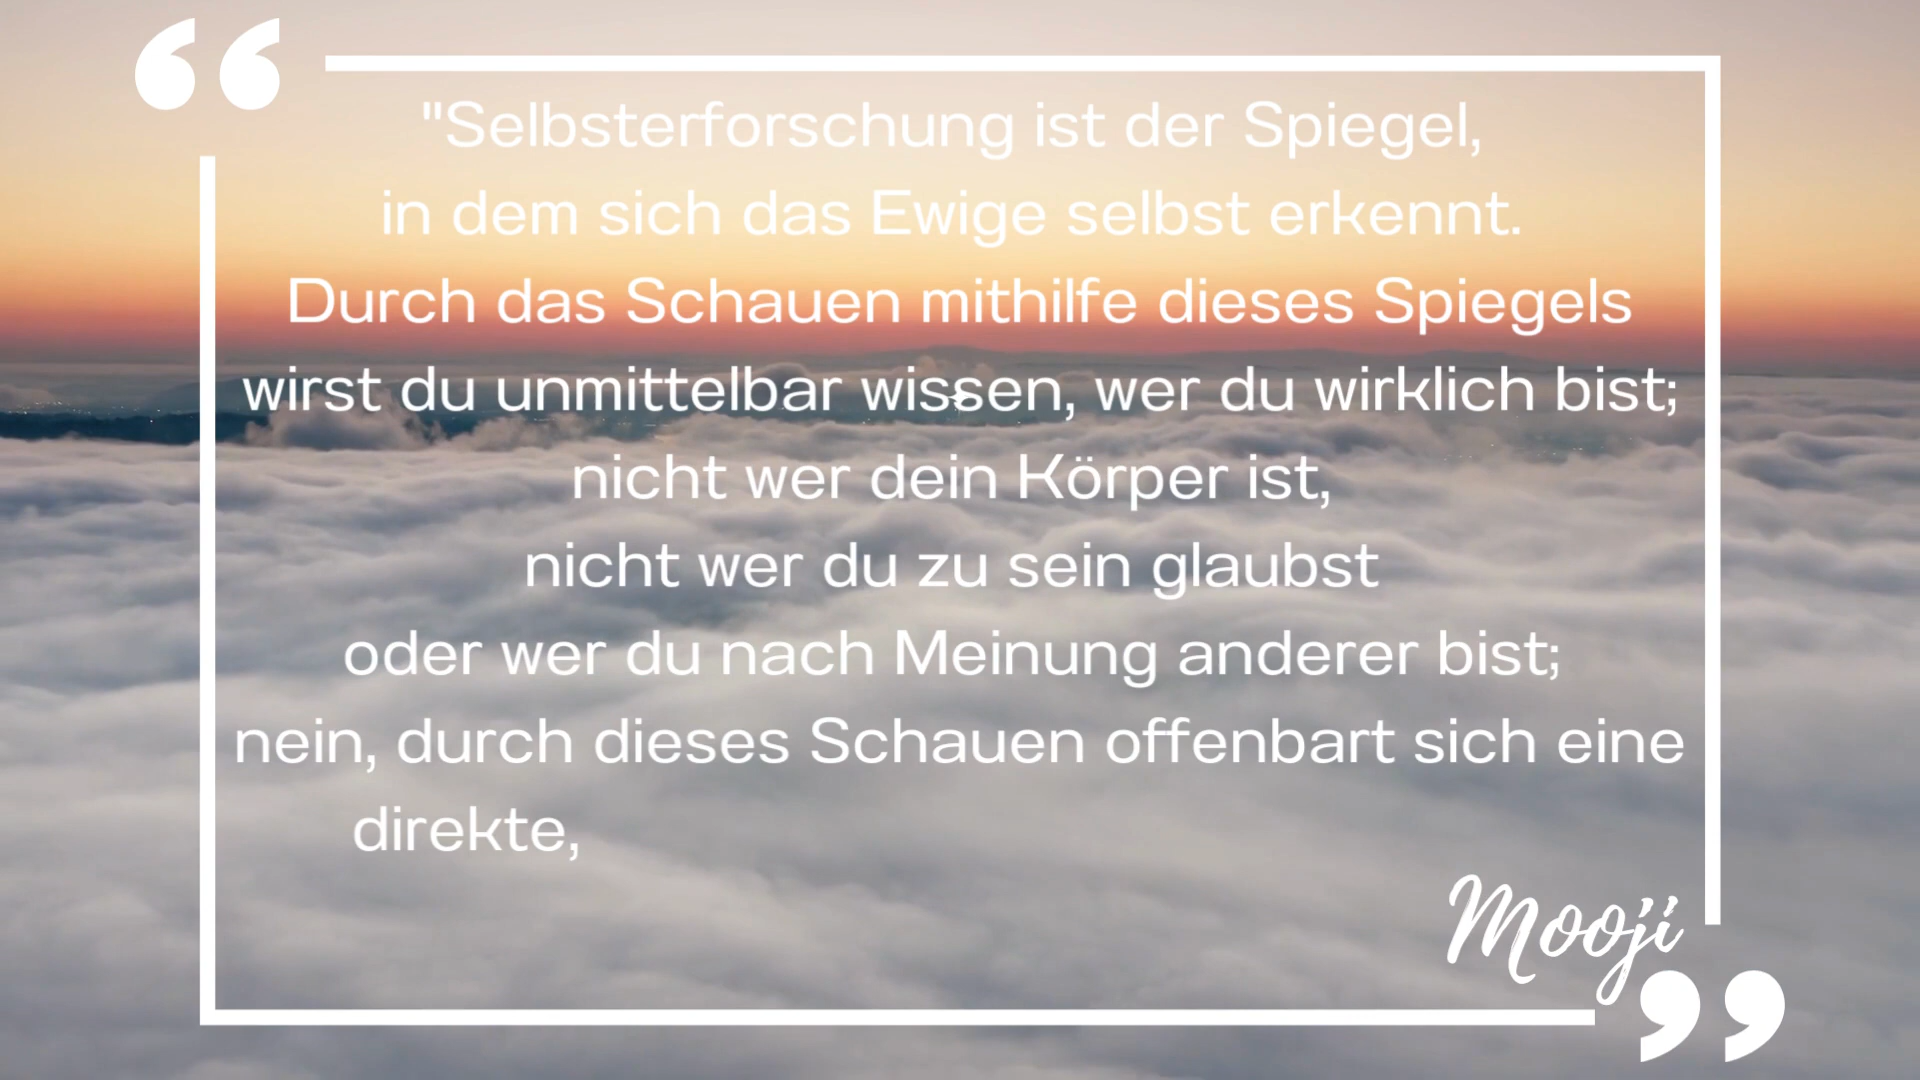 "Selbsterforschung ist der Spiegel,
in dem sich das Ewige selbst erkennt.
Durch das Schauen mithilfe dieses Spiegels
wirst du unmittelbar wissen, wer du wirklich bist;
nicht wer dein Körper ist,
nicht wer du zu sein glaubst
oder wer du nach Meinung anderer bist;
nein, durch dieses Schauen offenbart sich eine
direkte,
Mooji